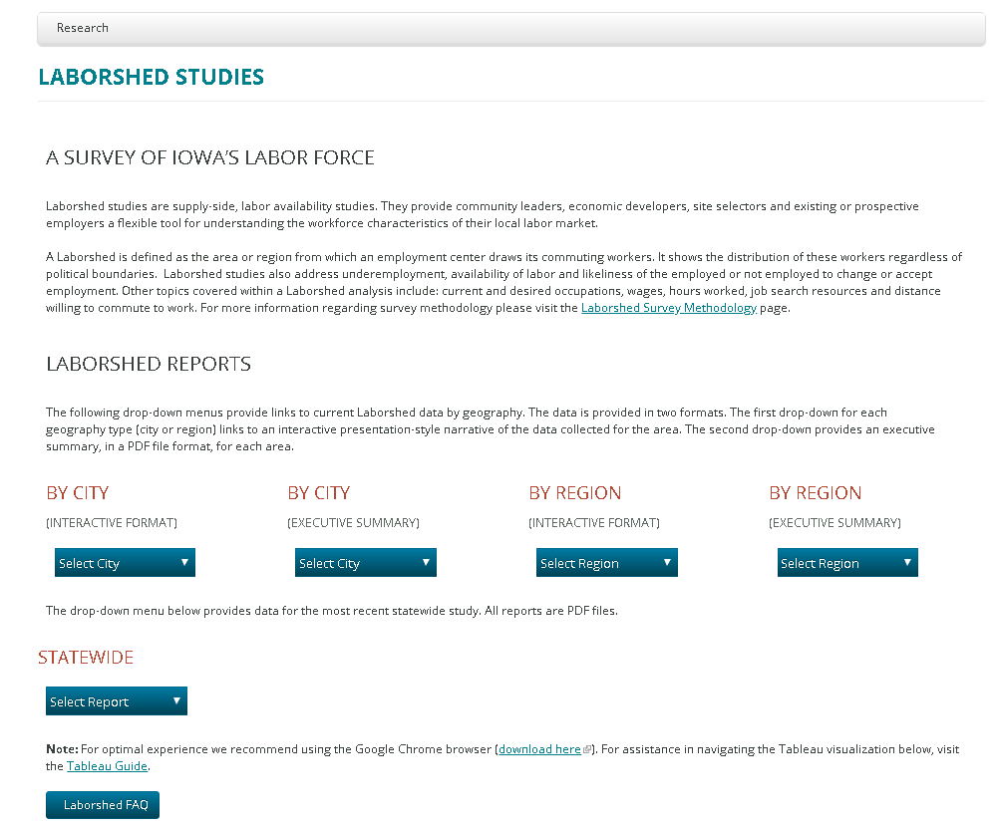 Research
LABORSHED STUDIES
A SURVEY OF IOWA'S LABOR FORCE
Laborshed studies are supply-side, labor availability studies. They provide community leaders, economic developers, site selectors and existing or prospective
employers a flexible tool for understanding the workforce characteristics of their local labor market.
A Laborshed is defined as the area or region from which an employment center draws its commuting workers. It shows the distribution of these workers regardless of
political boundaries.  Laborshed studies also address underemployment, availability of labor and likeliness of the employed or not employed to change or accept
employment. Other topics covered within a Laborshed analysis include: current and desired occupations, wages, hours worked, job search resources and distance
willing to commute to work. For more information regarding survey methodology please visit the Laborshed Survey Methodology page.
LABORSHED REPORTS
The following drop-down menus provide links to current Laborshed data by geography. The data is provided in two formats. The first drop-down for each
geography type (city or region) links to an interactive presentation-style narrative of the data collected for the area. The second drop-down provides an executive
summary, in a PDF file format, for each area.
BY CITY BY CITY BY REGION BY REGION
(INTERACTIVE FORMAT) (EXECUTIVE SUMMARY) (INTERACTIVE FORMAT) (EXECUTIVE SUMMARY)
Select City Select City Select Region Select Region
The drop-down menu below provides data for the most recent statewide study. All reports are PDF files.
STATEWIDE
Select Report
Note: For optimal experience we recommend using the Google Chrome browser (download here). For assistance in navigating the Tableau visualization below, visit
the Tableau Guide.
Laborshed FAQ